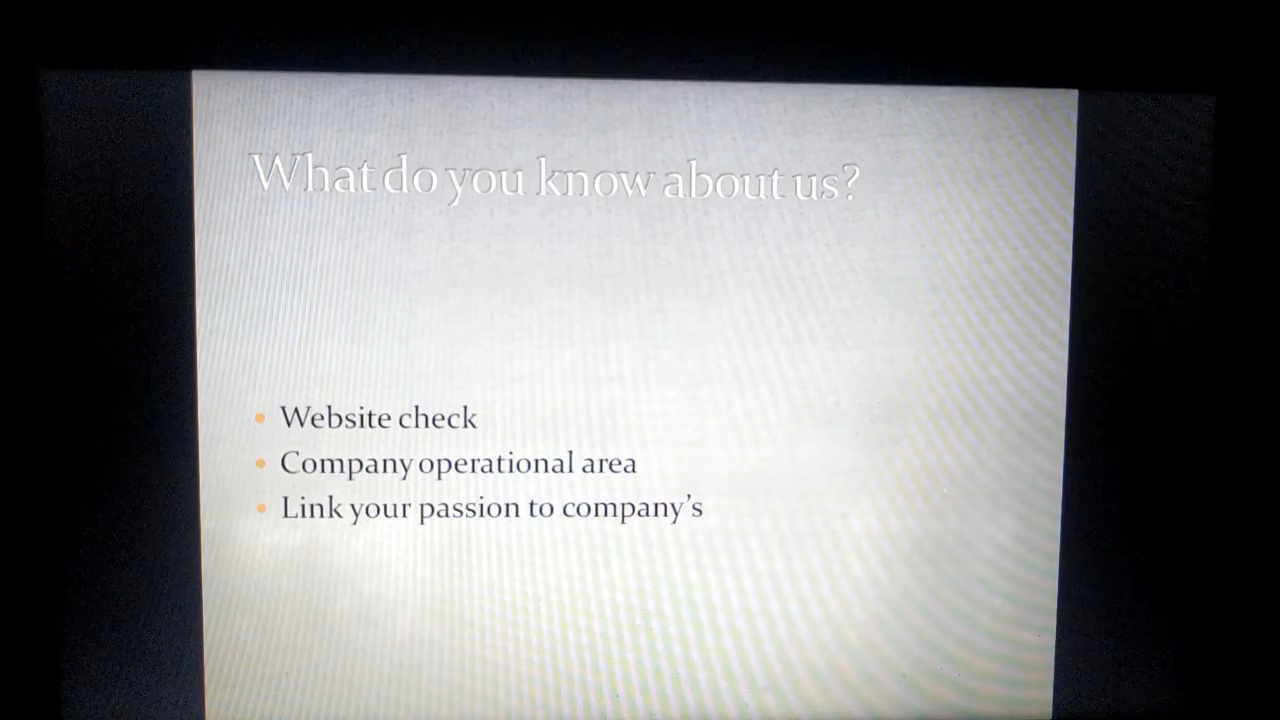 What do you know about us?
Website check
Company operational area
Link your passion to company's